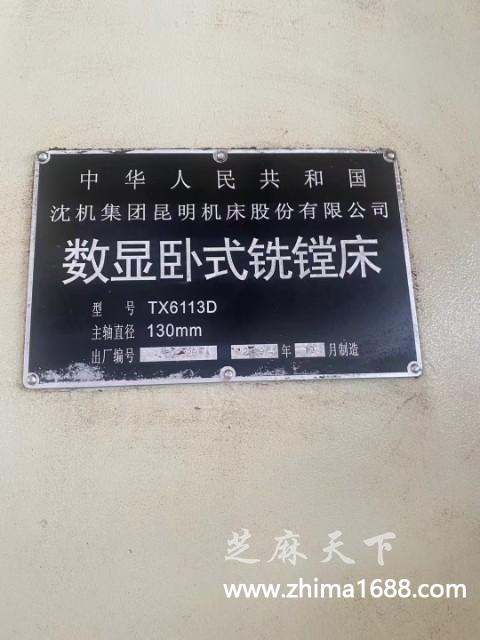 中华人民共和国
沈机集团昆明机床股份有限公司
数显卧式铣镗床
型号 TX6113D
主轴直径 130mm
出厂编号 年 月制造
芝麻天下
www.zhima1688.com